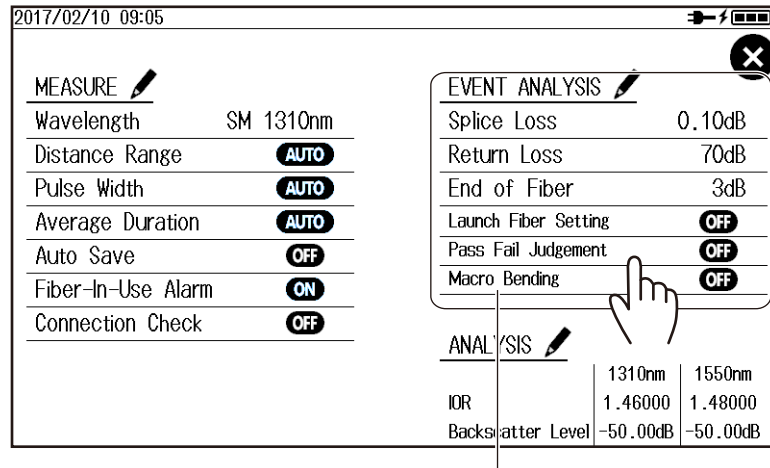 2017/02/10 09:05
MEASURE
Wavelength SM 1310nm
Distance Range AUTO
Pulse Width AUTO
Average Duration AUTO
Auto Save OFF
Fiber-In-Use Alarm ON
Connection Check OFF
EVENT ANALYSIS
Splice Loss 0.10dB
Return Loss 70dB
End of Fiber 3dB
Launch Fiber Setting OFF
Pass Fail Judgement OFF
Macro Bending OFF
ANALYSIS
1310nm 1550nm
IOR 1.46000 1.48000
Backscatter Level -50.00dB -50.00dB